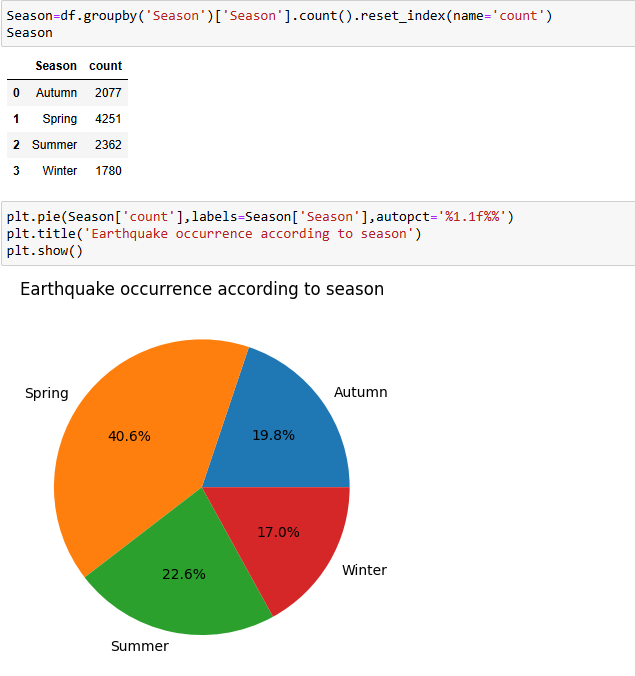 Season=df.groupby('Season')['Season'].count().reset_index(name='count')
Season
Season count
0 Autumn 2077
1 Spring 4251
2 Summer 2362
3 Winter 1780
plt.pie(Season['count'],labels=Season['Season'],autopct='%1.1f%%')
plt.title('Earthquake occurrence according to season')
plt.show()
Earthquake occurrence according to season
Spring
Autumn
40.6%
19.8%
17.0%
Winter
22.6%
Summer